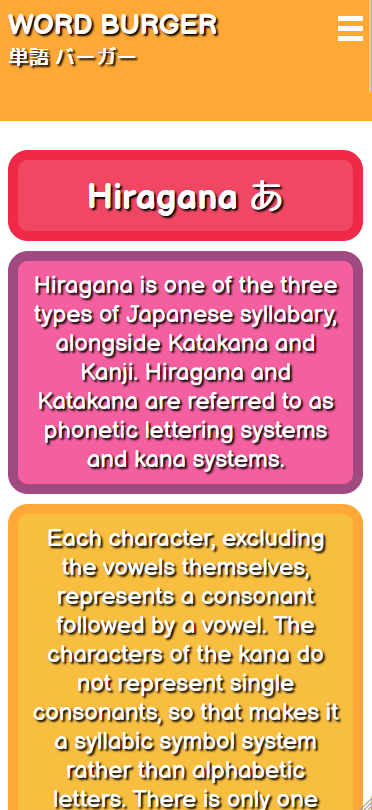 WORD BURGER
単語 バーガー
Hiragana あ
Hiragana is one of the three
types of Japanese syllabary,
alongside Katakana and
Kanji. Hiragana and
Katakana are referred to as
phonetic lettering systems
and kana systems.
Each character, excluding
the vowels themselves,
represents a consonant
followed by a vowel. The
characters of the kana do
not represent single
consonants, so that makes it
a syllabic symbol system
rather than alphabetic
letters. There is only one